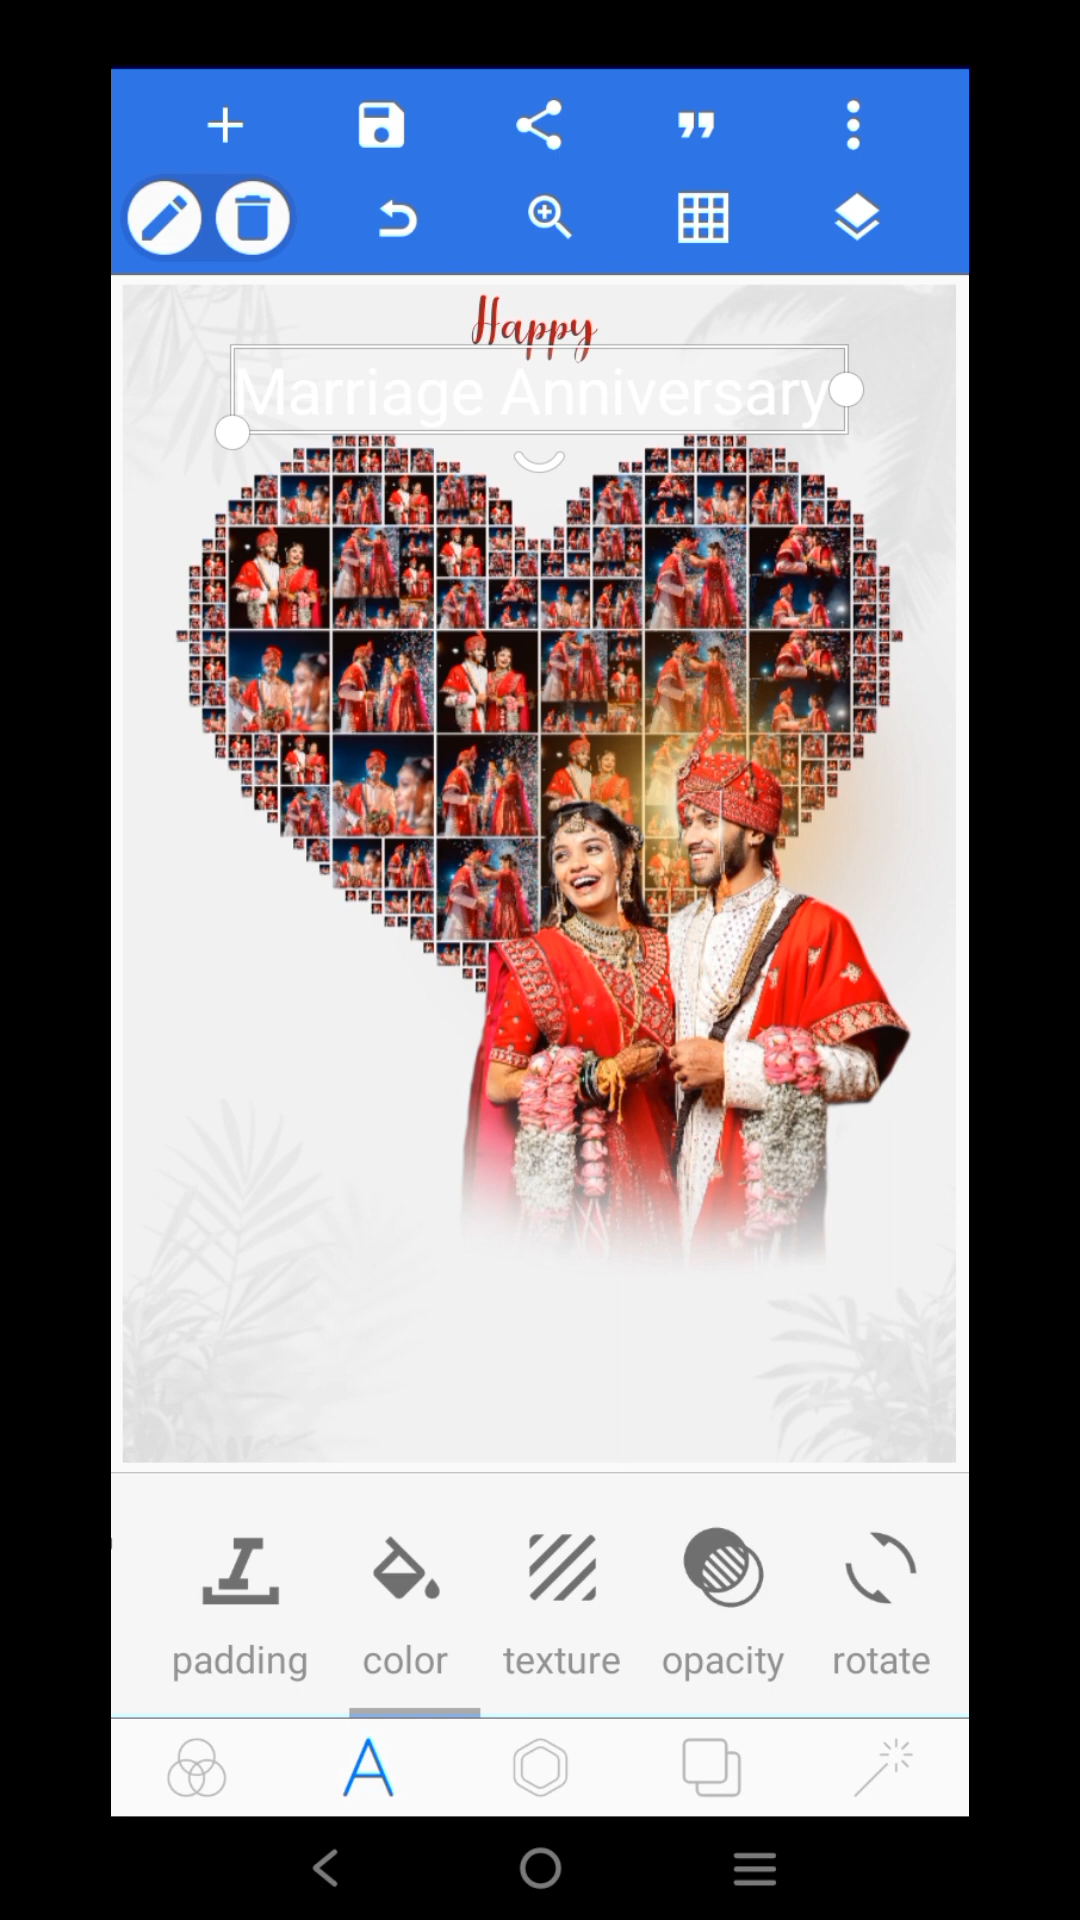 Happy
Marriage Anniversary
padding
color
texture
opacity
rotate